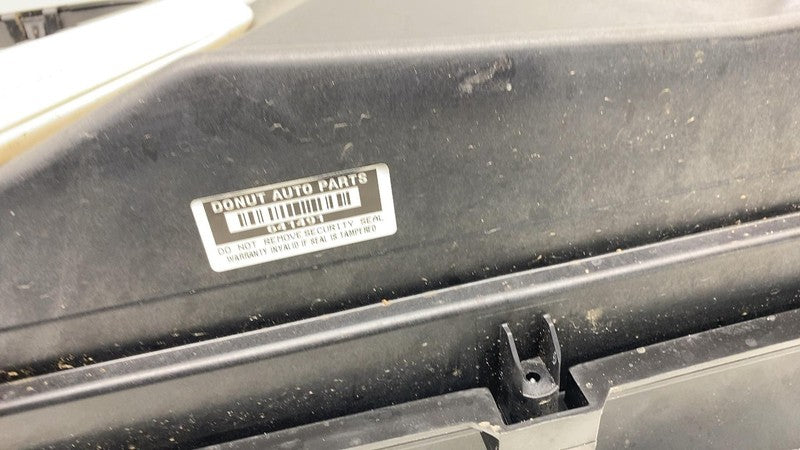 DONUT AUTO PARTS
641491
DO NOT REMOVE SECURITY SEAL
WARRANTY INVALID IF SEAL IS TAMPERED